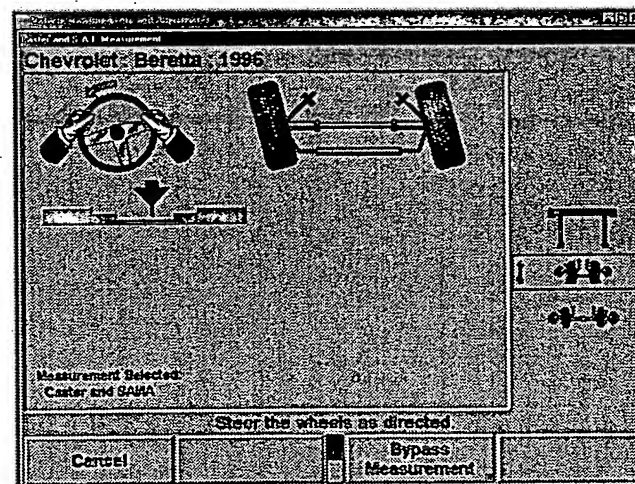 Caster and S.A.I. Measurement
Chevrolet: Beretta: 1996
Measurement Selected:
Caster and SAI/IA
Steer the wheels as directed.
Cancel
Bypass
Measurement